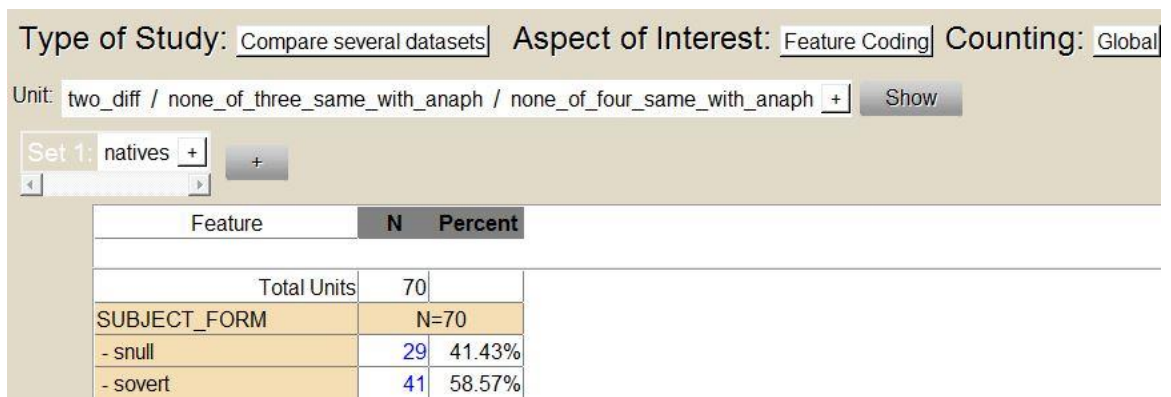 Type of Study: Compare several datasets Aspect of Interest: Feature Coding Counting: Global
Unit: two_diff / none_of_three_same_with_anaph / none_of_four_same_with_anaph + Show
Set 1: natives + +
Feature N Percent
Total Units 70
SUBJECT_FORM N=70
- snull 29 41.43%
- sovert 41 58.57%